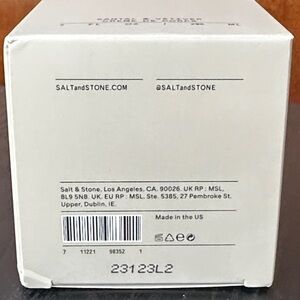 SALTandSTONE.COM
@SALTandSTONE
Salt & Stone, Los Angeles, CA. 90026. UK RP: MSL,
BL9 5NB. UK, EU RP: MSL. Ste. 5385, 27 Pembroke St.
Upper, Dublin, IE.
Made in the US
7 11221 98352 1
23123L2